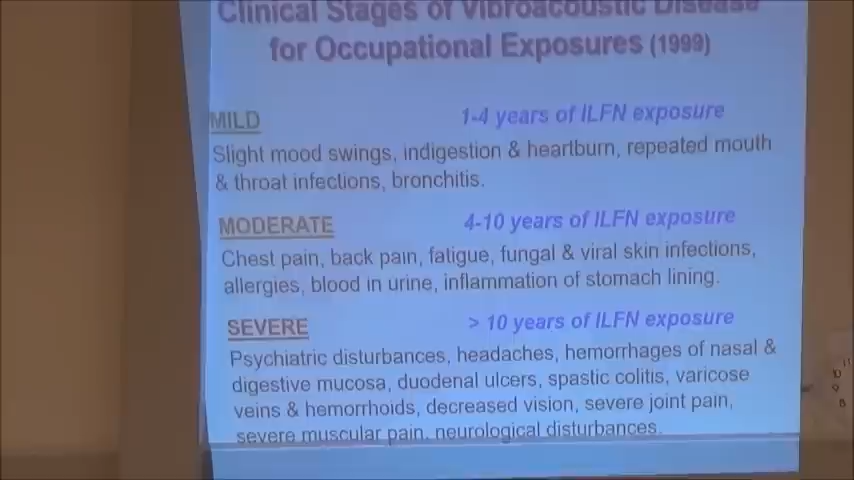 Clinical Stages of Vibroacoustic Disease
for Occupational Exposures (1999)
MILD 1-4 years of ILFN exposure
Slight mood swings, indigestion & heartburn, repeated mouth
& throat infections, bronchitis.
MODERATE 4-10 years of ILFN exposure
Chest pain, back pain, fatigue, fungal & viral skin infections,
allergies, blood in urine, inflammation of stomach lining.
SEVERE > 10 years of ILFN exposure
Psychiatric disturbances, headaches, hemorrhages of nasal &
digestive mucosa, duodenal ulcers, spastic colitis, varicose
veins & hemorrhoids, decreased vision, severe joint pain,
severe muscular pain, neurological disturbances.